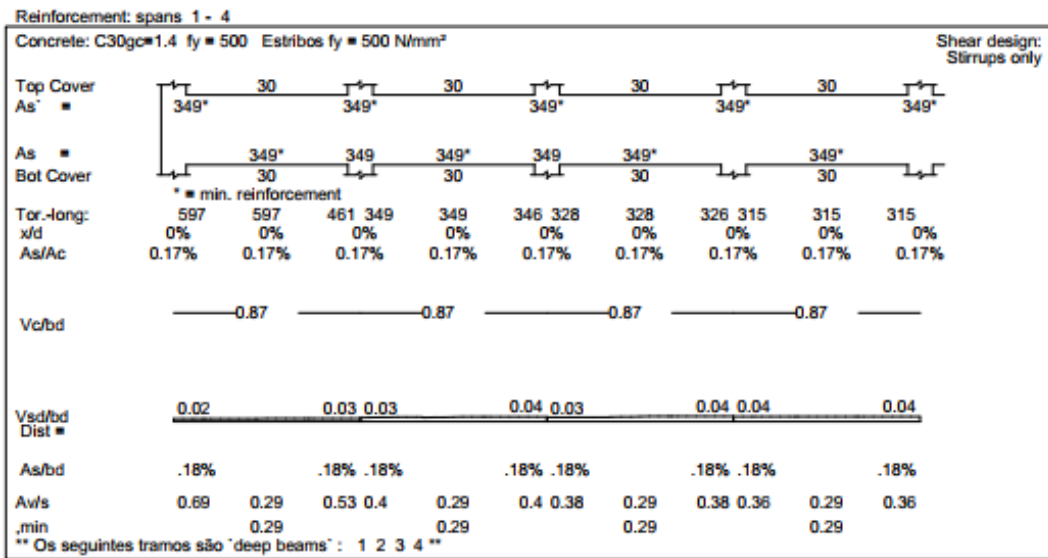 Reinforcement: spans 1 - 4
Concrete: C30gc=1.4 fy = 500 Estribos fy = 500 N/mm² Shear design:
Stirrups only
Top Cover 30 30 30 30
As` = 349* 349* 349* 349* 349*
As = 349* 349 349* 349 349* 349*
Bot Cover 30 30 30 30
* = min. reinforcement
Tor.-long: 597 597 461 349 349 346 328 328 326 315 315 315
x/d 0% 0% 0% 0% 0% 0% 0% 0% 0%
As/Ac 0.17% 0.17% 0.17% 0.17% 0.17% 0.17% 0.17% 0.17% 0.17%
Vc/bd 0.87 0.87 0.87 0.87
Vsd/bd 0.02 0.03 0.03 0.04 0.03 0.04 0.04 0.04
Dist =
As/bd .18% .18% .18% .18% .18% .18% .18% .18%
Av/s 0.69 0.29 0.53 0.4 0.29 0.4 0.38 0.29 0.38 0.36 0.29 0.36
,min 0.29 0.29 0.29 0.29
** Os seguintes tramos são `deep beams` : 1 2 3 4 **